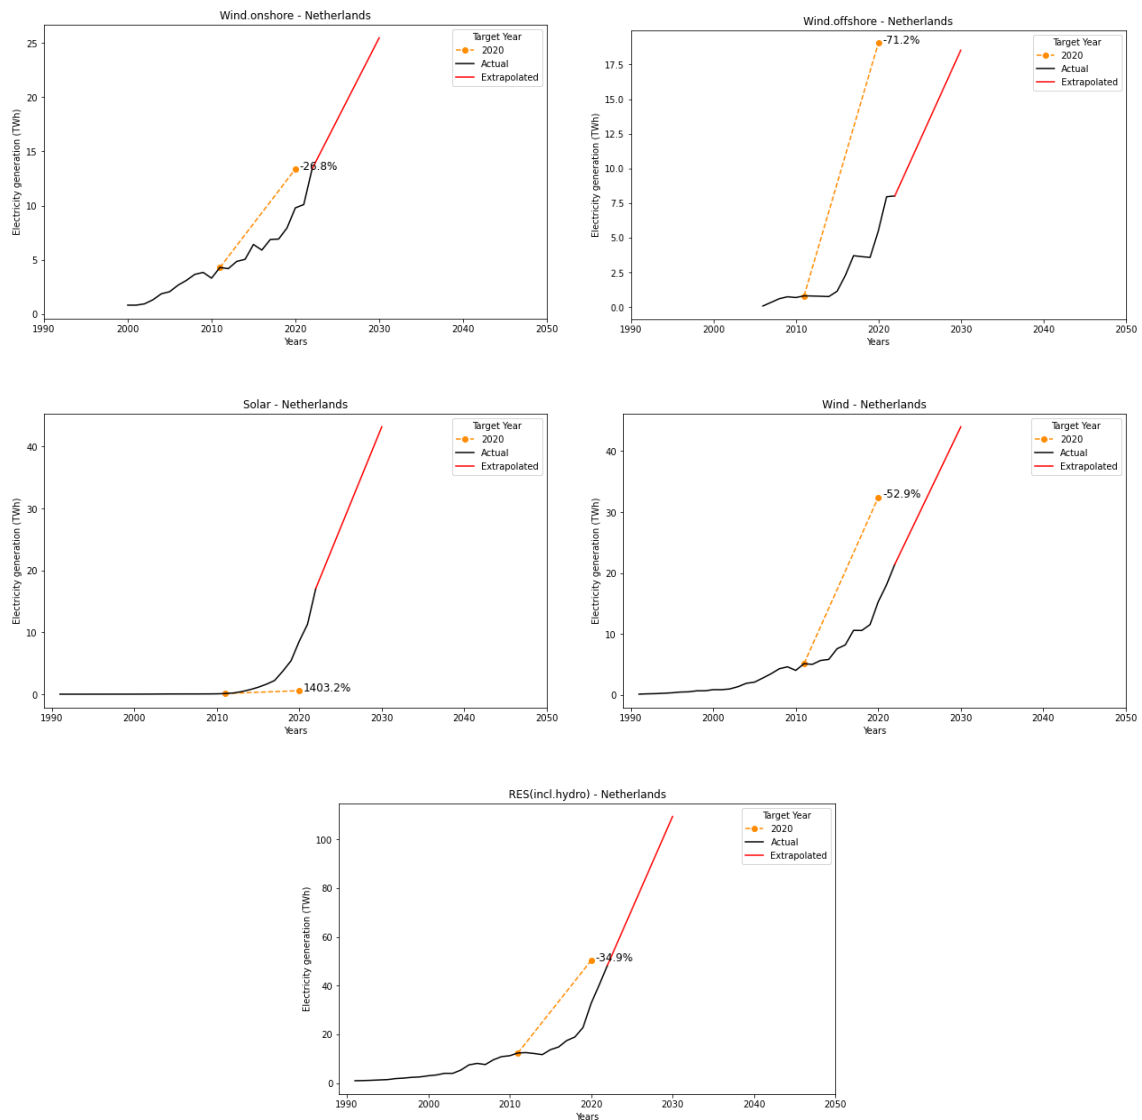 Wind.onshore - Netherlands
Electricity generation (TWh)
25
20
15
10
5
0
1990 2000 2010 2020 2030 2040 2050
Years
Target Year
2020
Actual
Extrapolated
-26.8%
Wind.offshore - Netherlands
Electricity generation (TWh)
17.5
15.0
12.5
10.0
7.5
5.0
2.5
0.0
1990 2000 2010 2020 2030 2040 2050
Years
Target Year
2020
Actual
Extrapolated
-71.2%
Solar - Netherlands
Electricity generation (TWh)
40
30
20
10
0
1990 2000 2010 2020 2030 2040 2050
Years
Target Year
2020
Actual
Extrapolated
1403.2%
Wind - Netherlands
Electricity generation (TWh)
40
30
20
10
0
1990 2000 2010 2020 2030 2040 2050
Years
Target Year
2020
Actual
Extrapolated
-52.9%
RES(incl.hydro) - Netherlands
Electricity generation (TWh)
100
80
60
40
20
0
1990 2000 2010 2020 2030 2040 2050
Years
Target Year
2020
Actual
Extrapolated
-34.9%